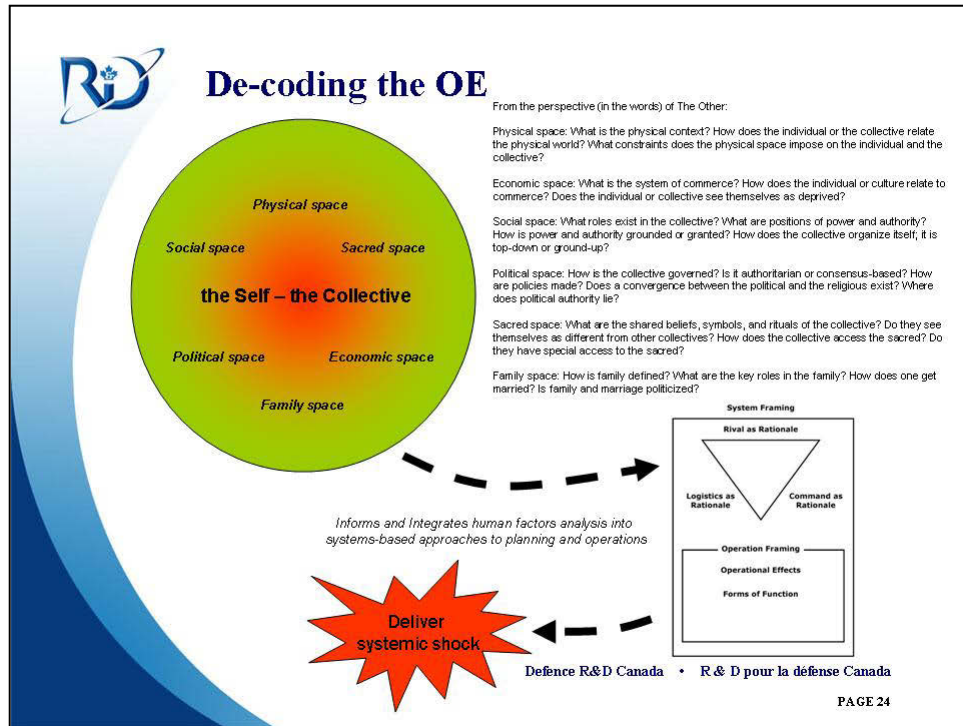 R&D
De-coding the OE
From the perspective (in the words) of The Other:
Physical space: What is the physical context? How does the individual or the collective relate
the physical world? What constraints does the physical space impose on the individual and the
collective?
Economic space: What is the system of commerce? How does the individual or culture relate to
commerce? Does the individual or collective see themselves as deprived?
Social space: What roles exist in the collective? What are positions of power and authority?
How is power and authority grounded or granted? How does the collective organize itself; it is
top-down or ground-up?
Political space: How is the collective governed? Is it authoritarian or consensus-based? How
are policies made? Does a convergence between the political and the religious exist? Where
does political authority lie?
Sacred space: What are the shared beliefs, symbols, and rituals of the collective? Do they see
themselves as different from other collectives? How does the collective access the sacred? Do
they have special access to the sacred?
Family space: How is family defined? What are the key roles in the family? How does one get
married? Is family and marriage politicized?
Physical space
Social space
Sacred space
the Self – the Collective
Political space
Economic space
Family space
System Framing
Rival as Rationale
Logistics as
Rationale
Command as
Rationale
Operation Framing
Operational Effects
Forms of Function
Informs and Integrates human factors analysis into
systems-based approaches to planning and operations
Deliver
systemic shock
Defence R&D Canada • R & D pour la défense Canada
PAGE 24